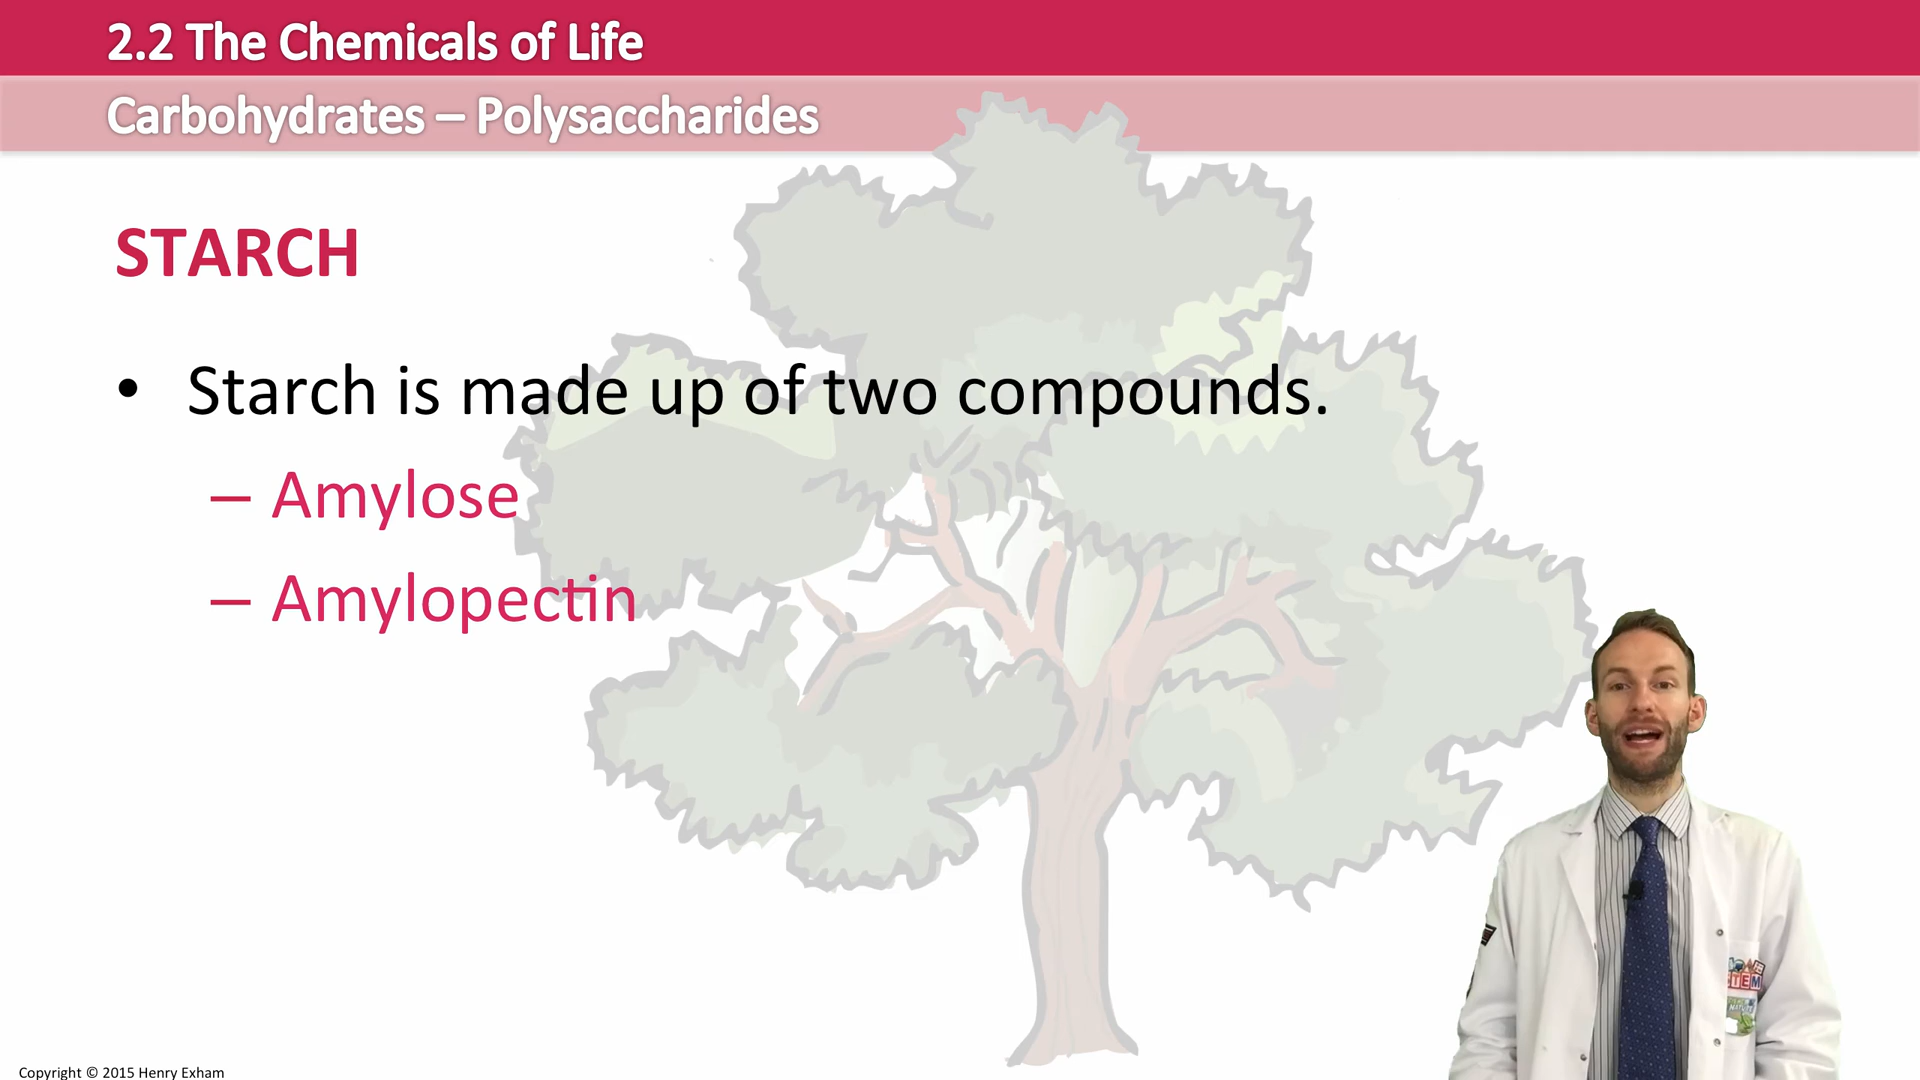 2.2 The Chemicals of Life
Carbohydrates – Polysaccharides
STARCH
• Starch is made up of two compounds.
– Amylose
– Amylopectin
STEM
Copyright © 2015 Henry Exham